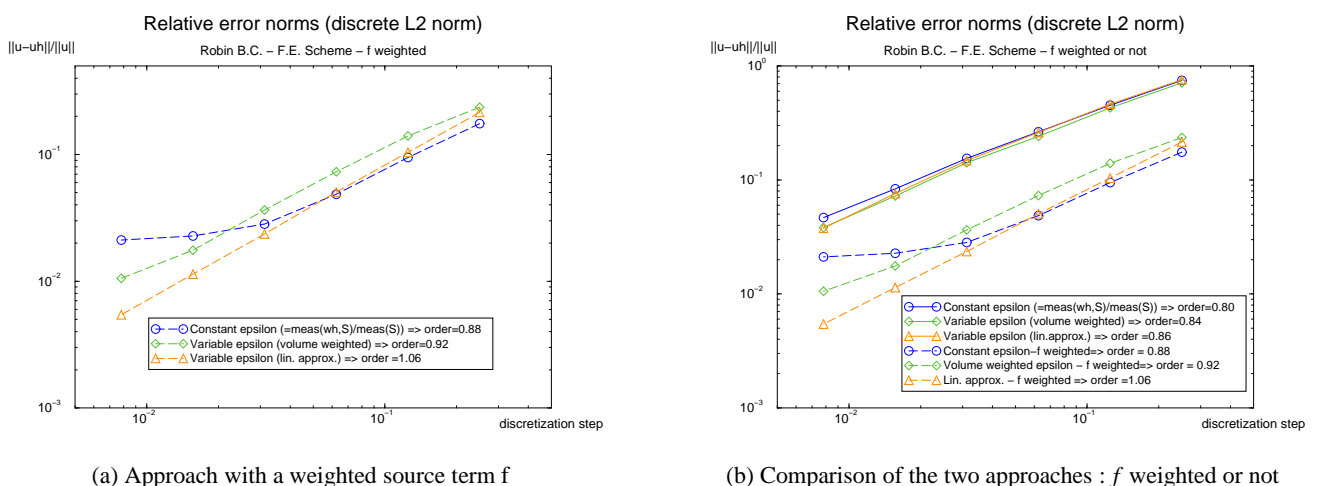 Relative error norms (discrete L2 norm)
||u−uh||/||u||
Robin B.C. − F.E. Scheme − f weighted
10−1
10−2
10−3
10−2
10−1
discretization step
Constant epsilon (=meas(wh,S)/meas(S)) => order=0.88
Variable epsilon (volume weighted) => order=0.92
Variable epsilon (lin. approx.) => order =1.06
(a) Approach with a weighted source term f
Relative error norms (discrete L2 norm)
||u−uh||/||u||
Robin B.C. − F.E. Scheme − f weighted or not
100
10−1
10−2
10−3
10−2
10−1
discretization step
Constant epsilon (=meas(wh,S)/meas(S)) => order=0.80
Variable epsilon (volume weighted) => order=0.84
Variable epsilon (lin.approx.) => order =0.86
Constant epsilon−f weighted=> order = 0.88
Volume weighted epsilon − f weighted=> order = 0.92
Lin. approx. − f weighted => order =1.06
(b) Comparison of the two approaches : f weighted or not